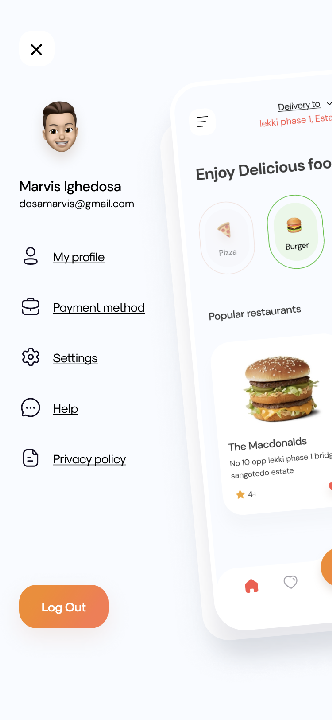 Marvis Ighedosa
dosamarvis@gmail.com
My profile
Payment method
Settings
Help
Privacy policy
Log Out
Delivery to
lekki phase 1, Esta
Enjoy Delicious foo
Pizza
Burger
Popular restaurants
The Macdonalds
No 10 opp lekki phase 1 bridg
sangotedo estate
4